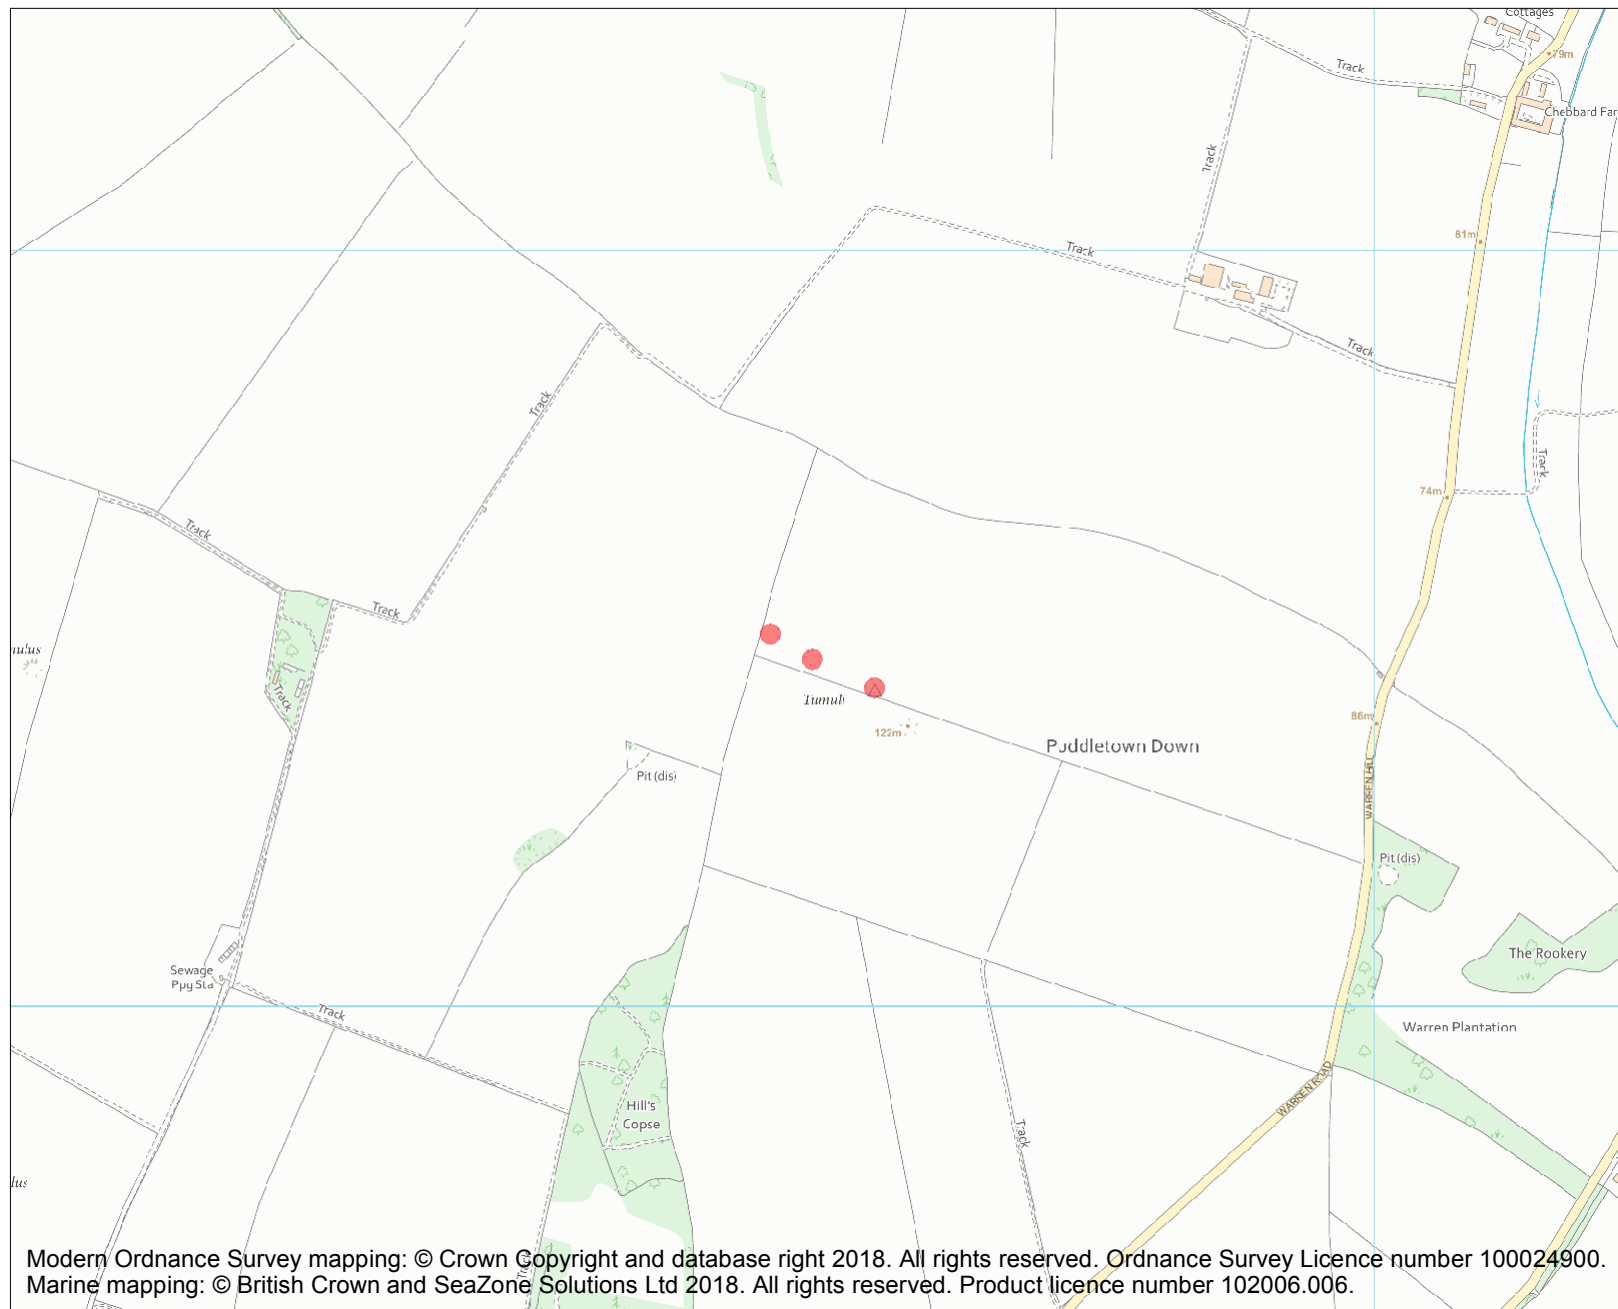 Cottages
79m
Track
Chebbard Far
Track
81m
Track
Track
Track
74m
Track
Track
Track
mulus
Track
Tumuli
122m
Puddletown Down
86m
WARREN HILL
Pit (dis)
Pit (dis)
The Rookery
Sewage
Ppg Sta
Track
Warren Plantation
WARREN ROAD
Hill's
Copse
Track
lus
Track
Modern Ordnance Survey mapping: © Crown Copyright and database right 2018. All rights reserved. Ordnance Survey Licence number 100024900.
Marine mapping: © British Crown and SeaZone Solutions Ltd 2018. All rights reserved. Product licence number 102006.006.